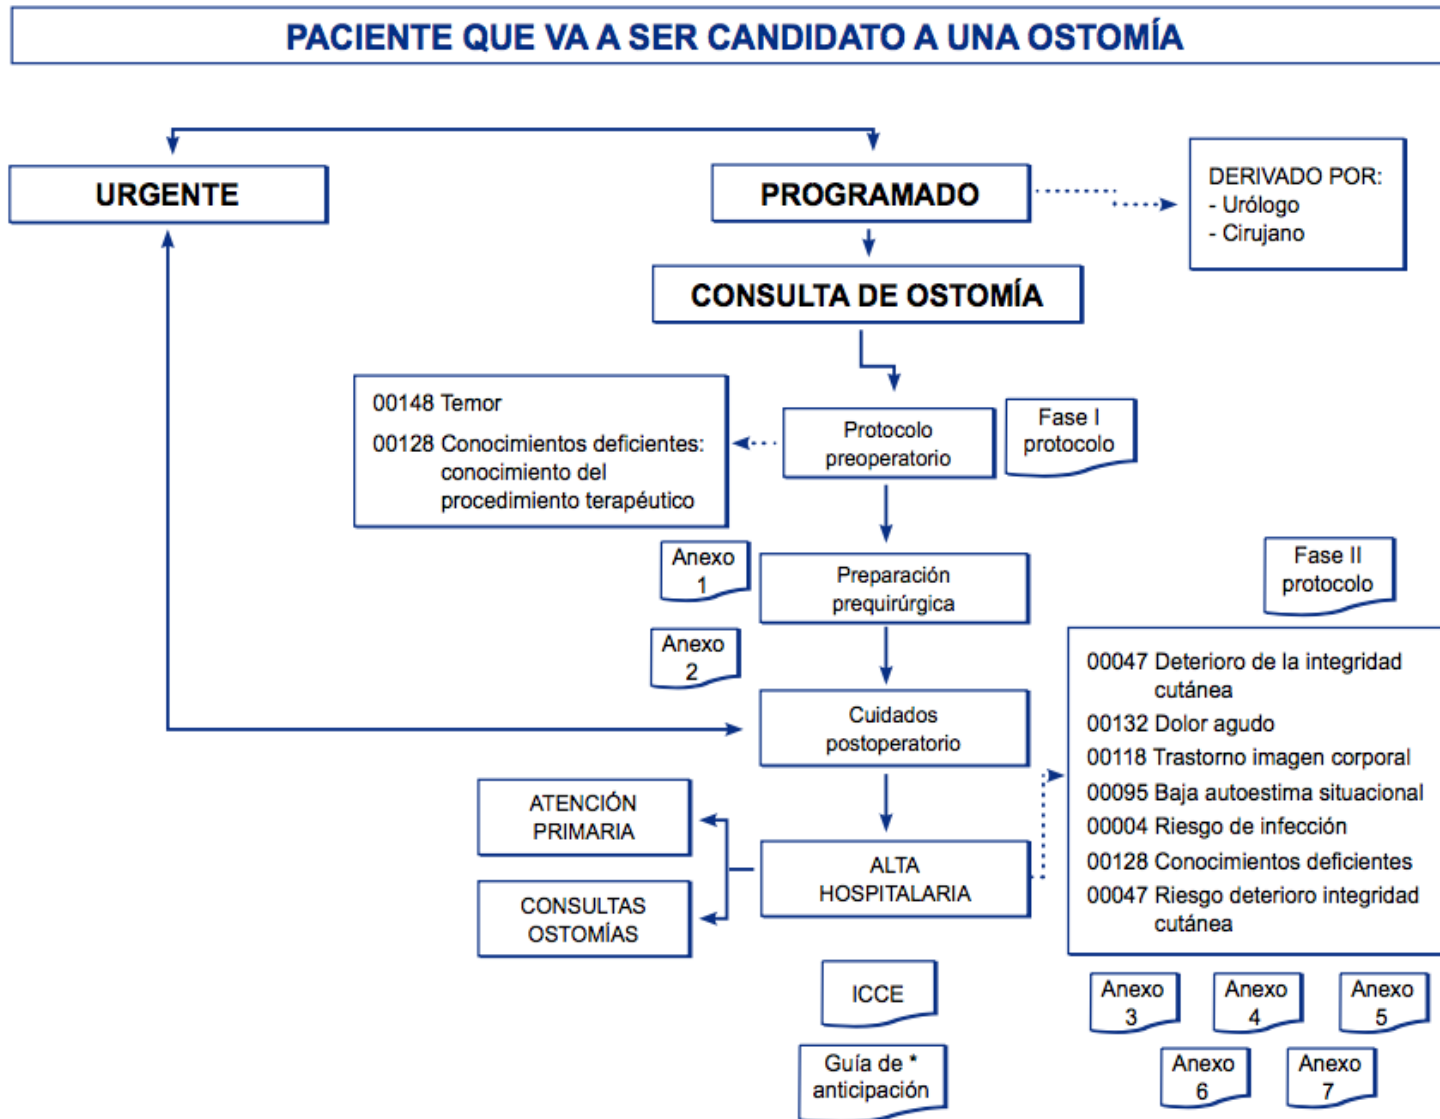 PACIENTE QUE VA A SER CANDIDATO A UNA OSTOMÍA
URGENTE
PROGRAMADO
DERIVADO POR:
- Urólogo
- Cirujano
CONSULTA DE OSTOMÍA
00148 Temor
00128 Conocimientos deficientes:
conocimiento del
procedimiento terapéutico
Protocolo
preoperatorio
Fase I
protocolo
Anexo
1
Preparación
prequirúrgica
Fase II
protocolo
Anexo
2
Cuidados
postoperatorio
00047 Deterioro de la integridad
cutánea
00132 Dolor agudo
00118 Trastorno imagen corporal
00095 Baja autoestima situacional
00004 Riesgo de infección
00128 Conocimientos deficientes
00047 Riesgo deterioro integridad
cutánea
ATENCIÓN
PRIMARIA
CONSULTAS
OSTOMÍAS
ALTA
HOSPITALARIA
ICCE
Guía de *
anticipación
Anexo
3
Anexo
4
Anexo
5
Anexo
6
Anexo
7